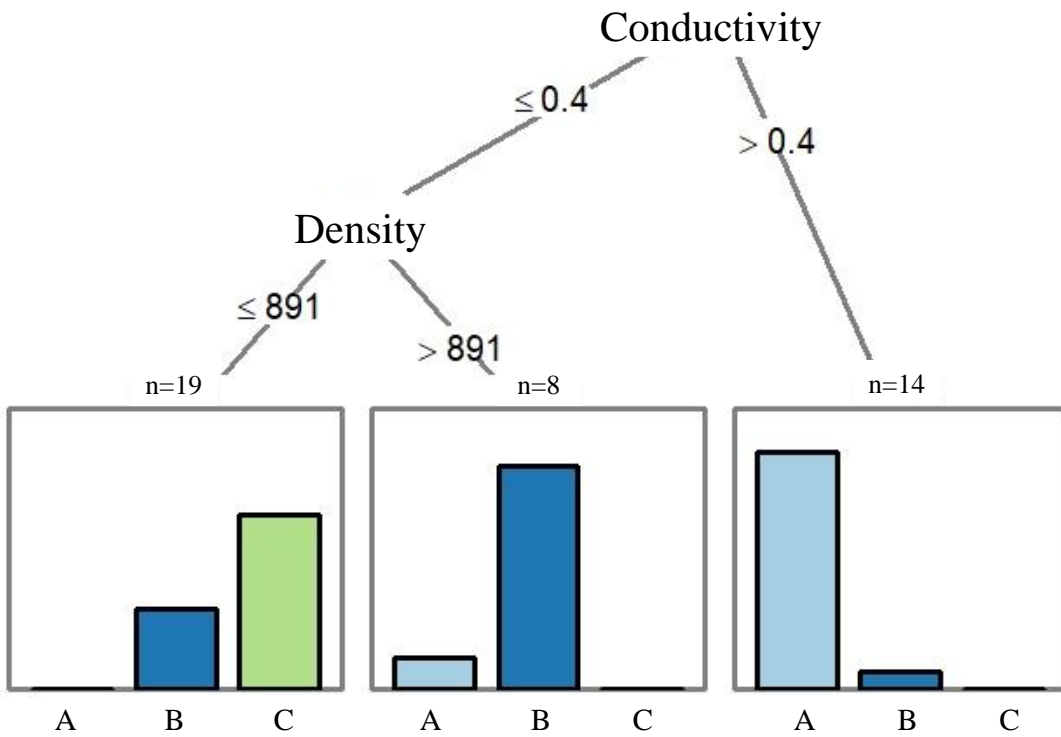 Conductivity
≤ 0.4
> 0.4
Density
≤ 891
> 891
n=19
n=8
n=14
A B C
A B C
A B C